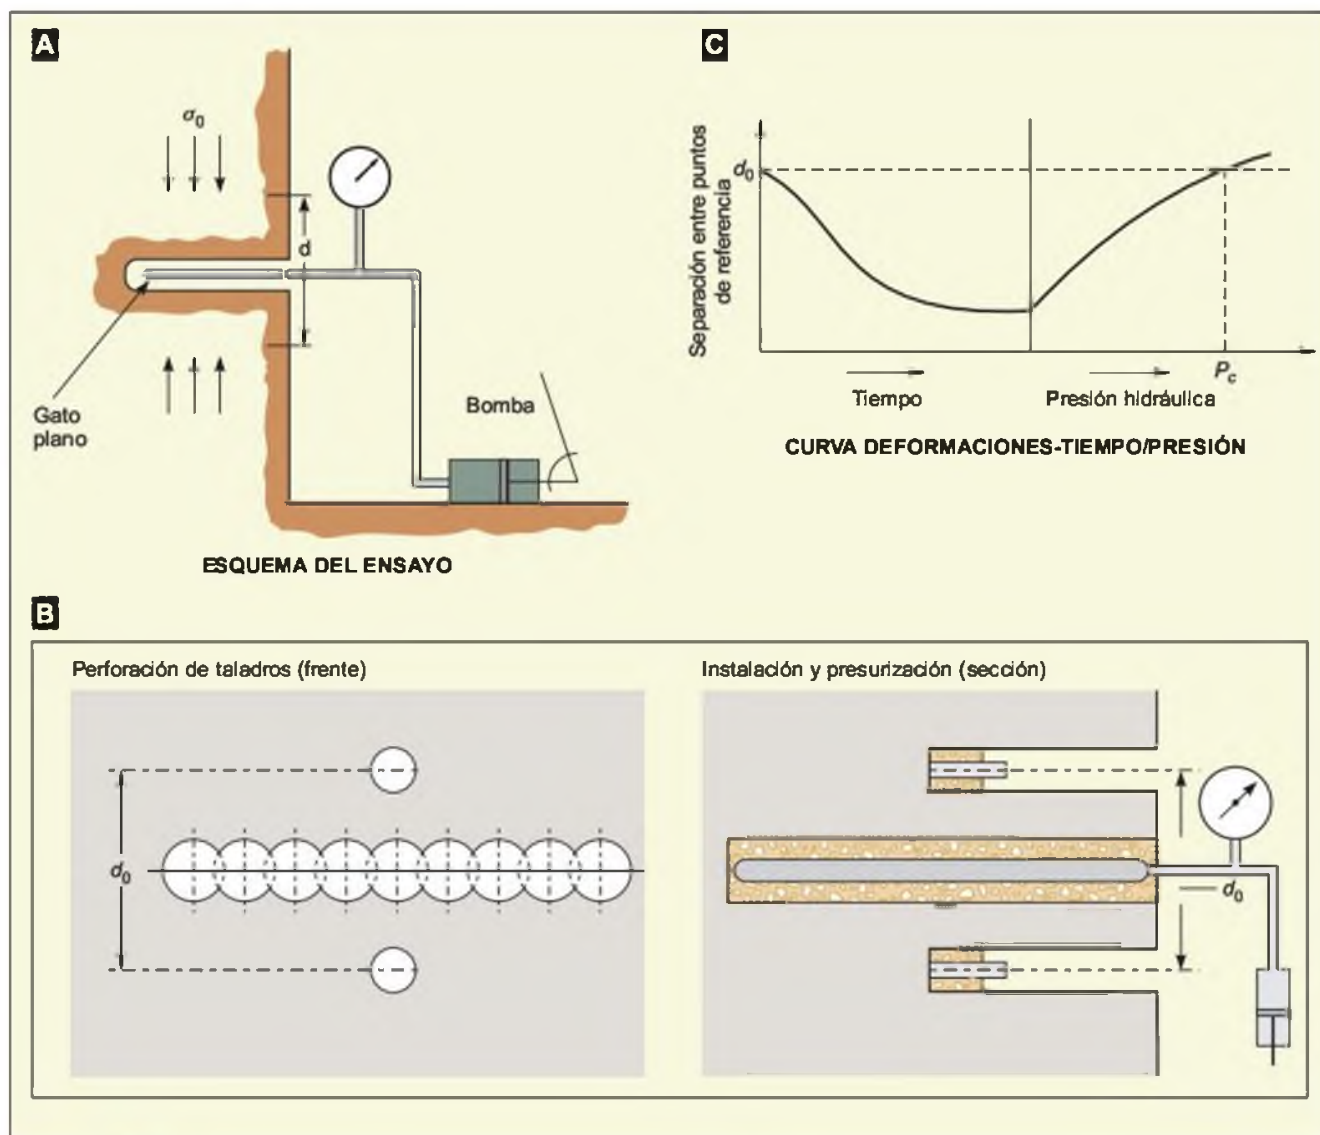 A
σ0
d
Gato
plano
Bomba
ESQUEMA DEL ENSAYO
C
Separación entre puntos
de referencia
d0
Tiempo
Presión hidráulica
Pc
CURVA DEFORMACIONES-TIEMPO/PRESIÓN
B
Perforación de taladros (frente)
d0
Instalación y presurización (sección)
d0